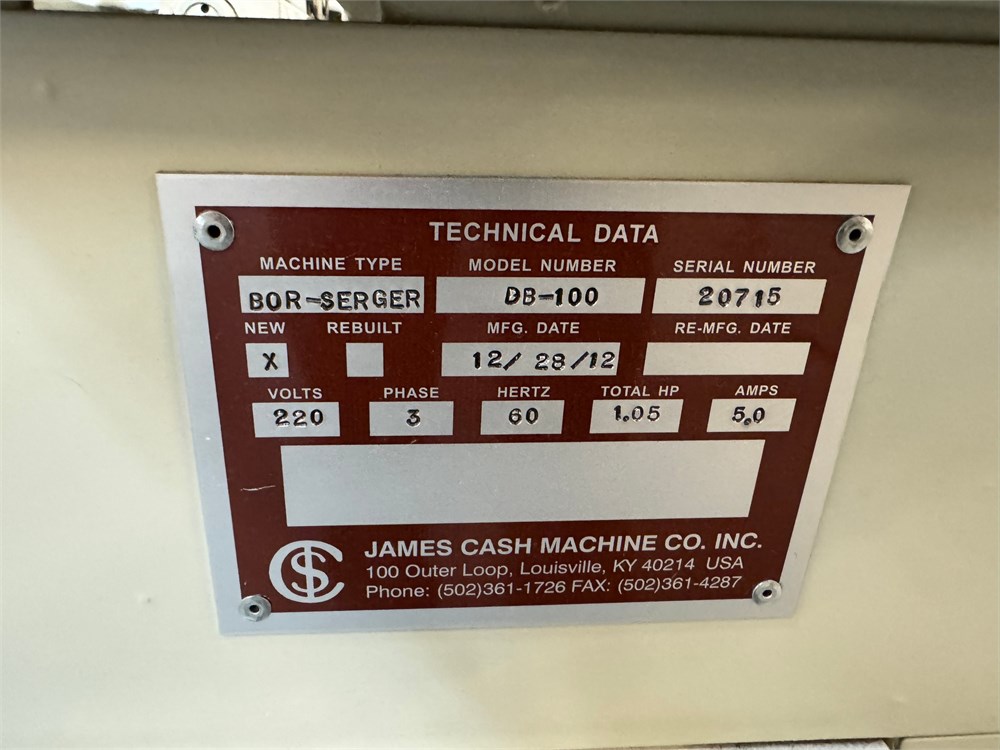 TECHNICAL DATA
MACHINE TYPE MODEL NUMBER SERIAL NUMBER
BOR-SERGER DB-100 20715
NEW REBUILT MFG. DATE RE-MFG. DATE
X 12/28/12
VOLTS PHASE HERTZ TOTAL HP AMPS
220 3 60 1.05 5.0
JAMES CASH MACHINE CO. INC.
100 Outer Loop, Louisville, KY 40214 USA
Phone: (502)361-1726 FAX: (502)361-4287